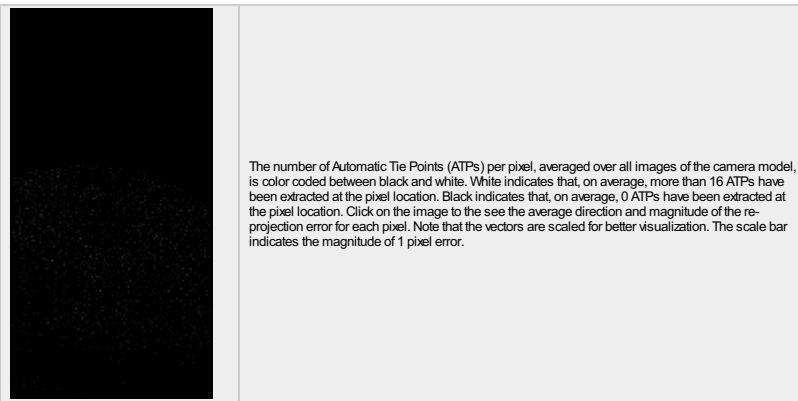 The number of Automatic Tie Points (ATPs) per pixel, averaged over all images of the camera model,
is color coded between black and white. White indicates that, on average, more than 16 ATPs have
been extracted at the pixel location. Black indicates that, on average, 0 ATPs have been extracted at
the pixel location. Click on the image to the see the average direction and magnitude of the re-
projection error for each pixel. Note that the vectors are scaled for better visualization. The scale bar
indicates the magnitude of 1 pixel error.